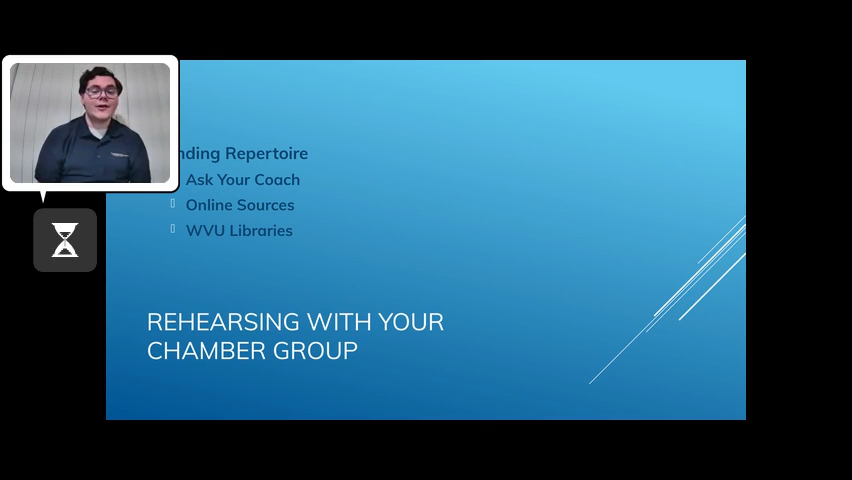 nding Repertoire
Ask Your Coach
Online Sources
WVU Libraries
REHEARSING WITH YOUR
CHAMBER GROUP